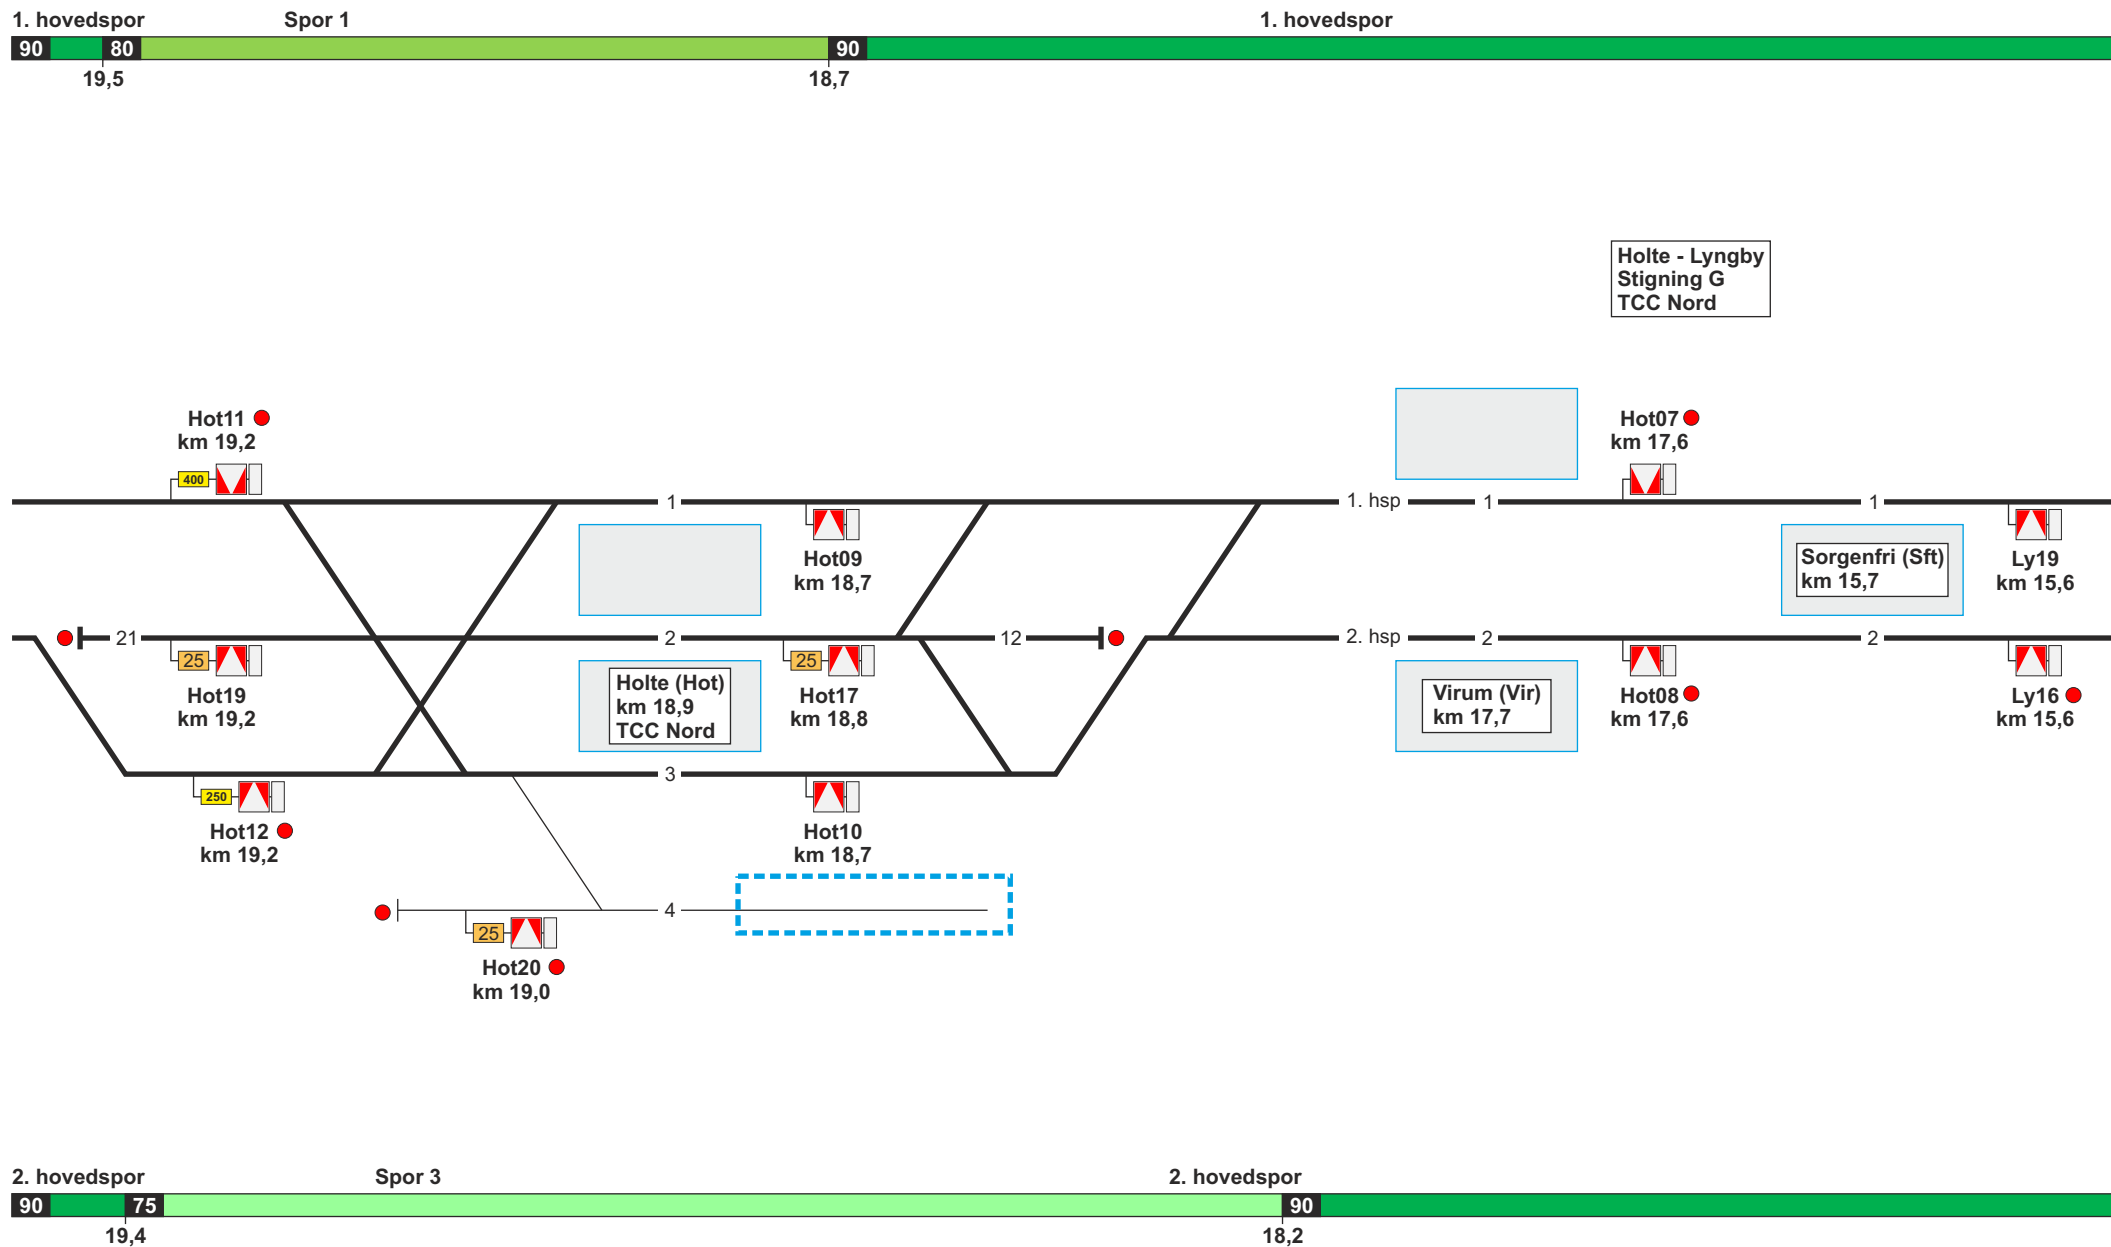 1. hovedspor
Spor 1
1. hovedspor
90
80
90
19,5
18,7
Holte - Lyngby
Stigning G
TCC Nord
Hot11
km 19,2
400
Hot07
km 17,6
1
1. hsp
1
1
Hot09
km 18,7
Sorgenfri (Sft)
km 15,7
Ly19
km 15,6
21
2
12
2. hsp
2
2
25
Hot19
km 19,2
Holte (Hot)
km 18,9
TCC Nord
25
Hot17
km 18,8
Virum (Vir)
km 17,7
Hot08
km 17,6
Ly16
km 15,6
3
250
Hot12
km 19,2
Hot10
km 18,7
4
25
Hot20
km 19,0
2. hovedspor
Spor 3
2. hovedspor
90
75
90
19,4
18,2